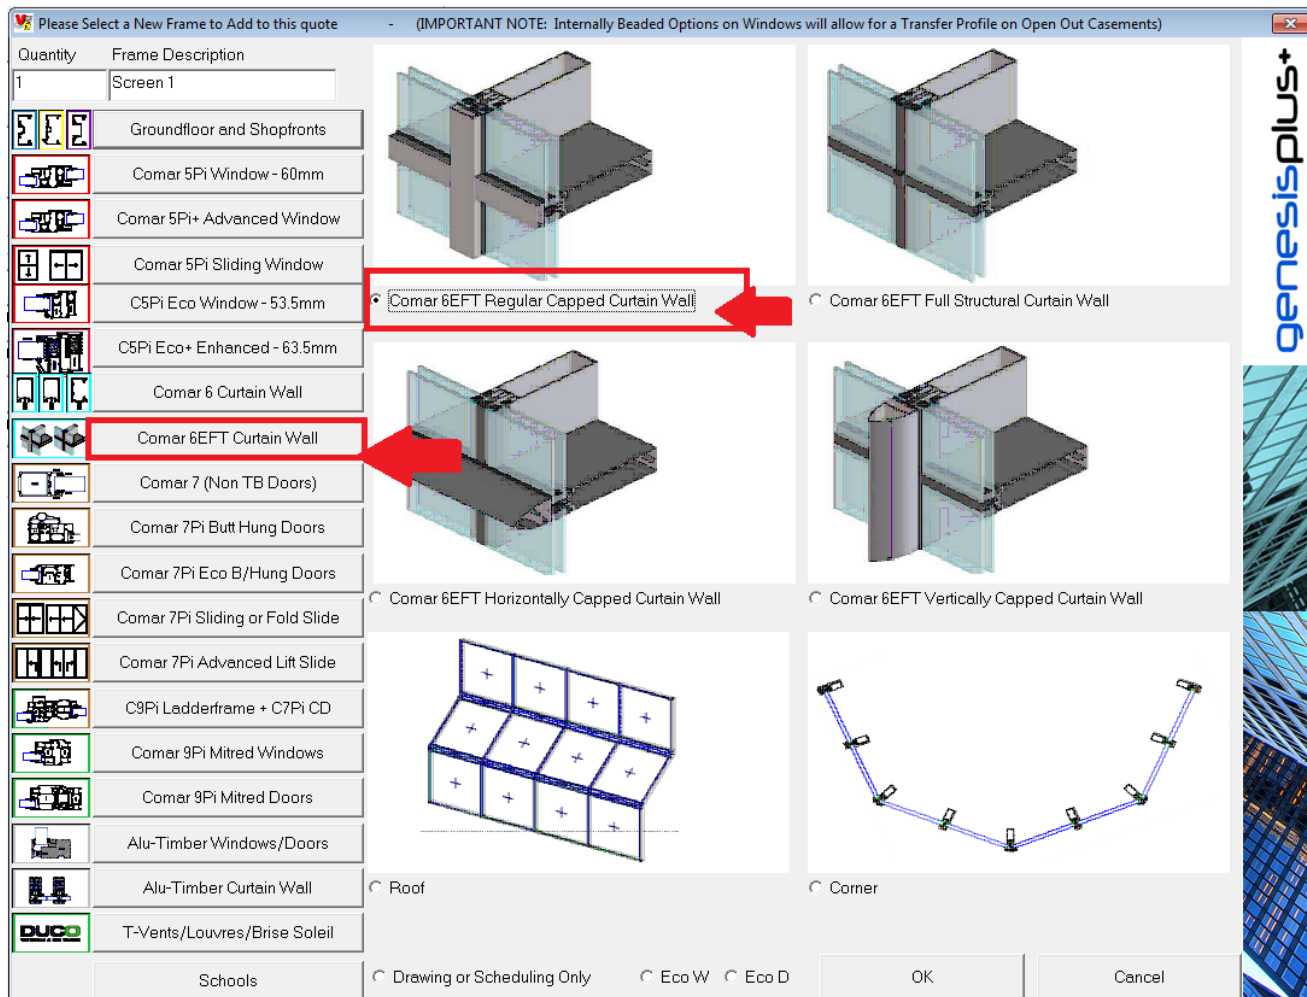 Please Select a New Frame to Add to this quote - (IMPORTANT NOTE: Internally Beaded Options on Windows will allow for a Transfer Profile on Open Out Casements)
Quantity Frame Description
1 Screen 1
Groundfloor and Shopfronts
Comar 5Pi Window - 60mm
Comar 5Pi+ Advanced Window
Comar 5Pi Sliding Window
C5Pi Eco Window - 53.5mm
C5Pi Eco+ Enhanced - 63.5mm
Comar 6 Curtain Wall
Comar 6EFT Curtain Wall
Comar 7 (Non TB Doors)
Comar 7Pi Butt Hung Doors
Comar 7Pi Eco B/Hung Doors
Comar 7Pi Sliding or Fold Slide
Comar 7Pi Advanced Lift Slide
C9Pi Ladderframe + C7Pi CD
Comar 9Pi Mitred Windows
Comar 9Pi Mitred Doors
Alu-Timber Windows/Doors
Alu-Timber Curtain Wall
DUCO T-Vents/Louvres/Brise Soleil
Schools
Comar 6EFT Regular Capped Curtain Wall
Comar 6EFT Full Structural Curtain Wall
Comar 6EFT Horizontally Capped Curtain Wall
Comar 6EFT Vertically Capped Curtain Wall
Roof
Corner
Drawing or Scheduling Only Eco W Eco D OK Cancel
genesisplus+